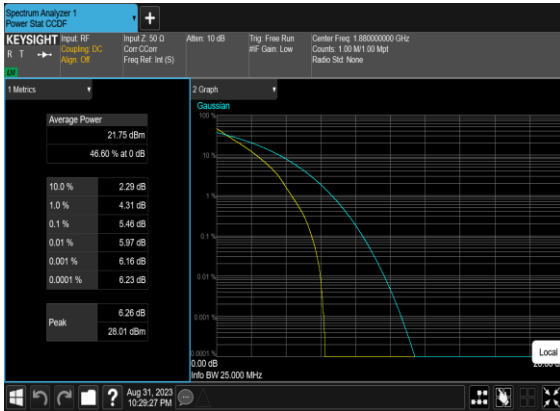 Spectrum Analyzer 1
Power Stat CCDF
KEYSIGHT
R T
LV
Input: RF
Coupling: DC
Align: Off
Input Z: 50 Ω
Corr CCorr
Freq Ref: Int (S)
Atten: 10 dB
Trig: Free Run
#IF Gain: Low
Center Freq: 1.880000000 GHz
Counts: 1.00 M/1.00 Mpt
Radio Std: None
1 Metrics
Average Power
21.75 dBm
46.60 % at 0 dB
10.0 % 2.29 dB
1.0 % 4.31 dB
0.1 % 5.46 dB
0.01 % 5.97 dB
0.001 % 6.16 dB
0.0001 % 6.23 dB
Peak
6.26 dB
28.01 dBm
2 Graph
Gaussian
100 %
10 %
1 %
0.1 %
0.01 %
0.001 %
0.0001 %
0.00 dB
Info BW 25.000 MHz
Local
?
Aug 31, 2023
10:29:27 PM